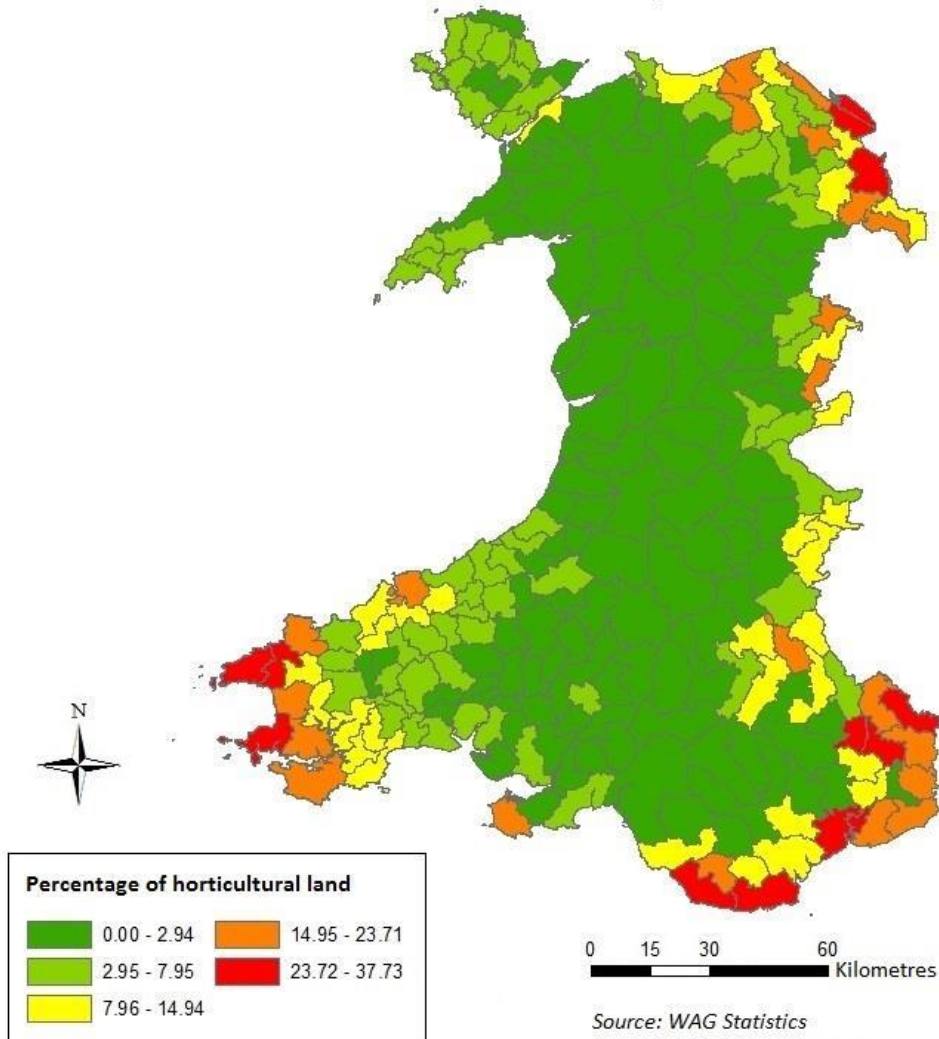 N
Percentage of horticultural land
0.00 - 2.94
14.95 - 23.71
2.95 - 7.95
23.72 - 37.73
7.96 - 14.94
0 15 30 60
Kilometres
Source: WAG Statistics